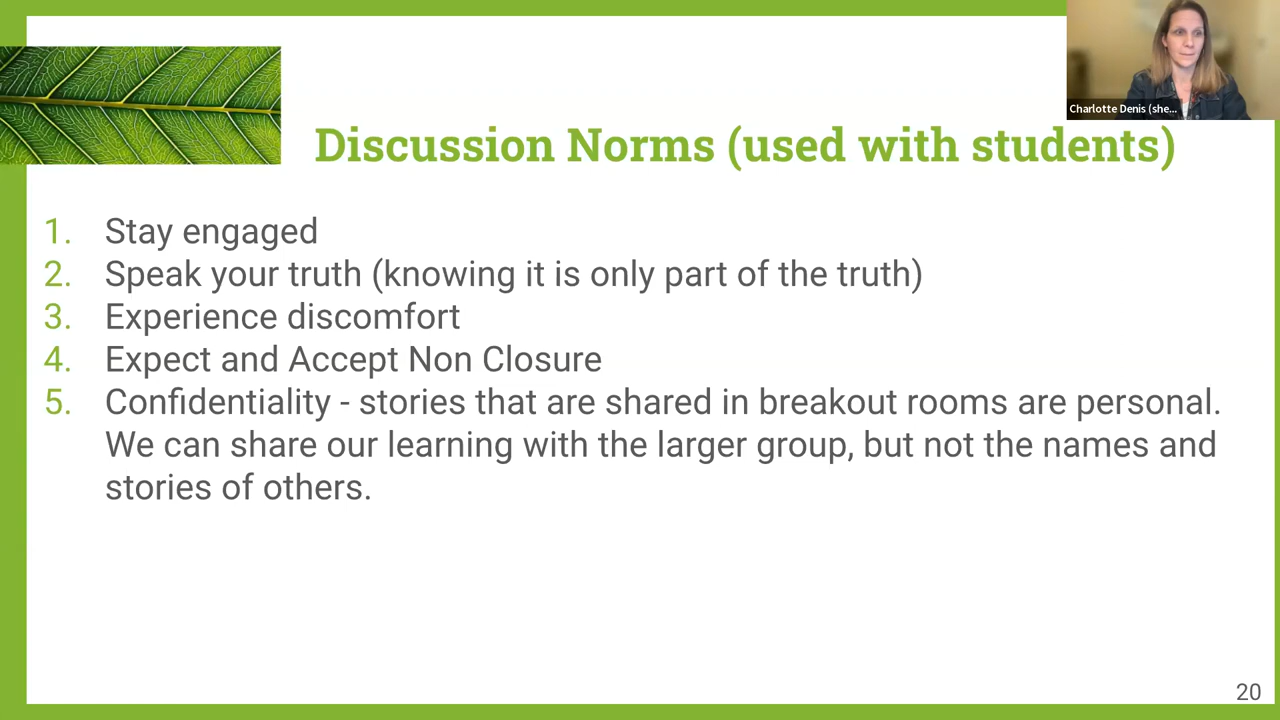 Charlotte Denis (she...
Discussion Norms (used with students)
1. Stay engaged
2. Speak your truth (knowing it is only part of the truth)
3. Experience discomfort
4. Expect and Accept Non Closure
5. Confidentiality - stories that are shared in breakout rooms are personal.
We can share our learning with the larger group, but not the names and
stories of others.
20